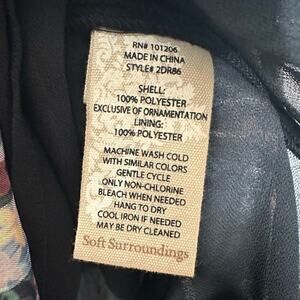 RN# 101206
MADE IN CHINA
STYLE# 2DR86
SHELL:
100% POLYESTER
EXCLUSIVE OF ORNAMENTATION
LINING:
100% POLYESTER
MACHINE WASH COLD
WITH SIMILAR COLORS
GENTLE CYCLE
ONLY NON-CHLORINE
BLEACH WHEN NEEDED
HANG TO DRY
COOL IRON IF NEEDED
MAY BE DRY CLEANED
Soft Surroundings